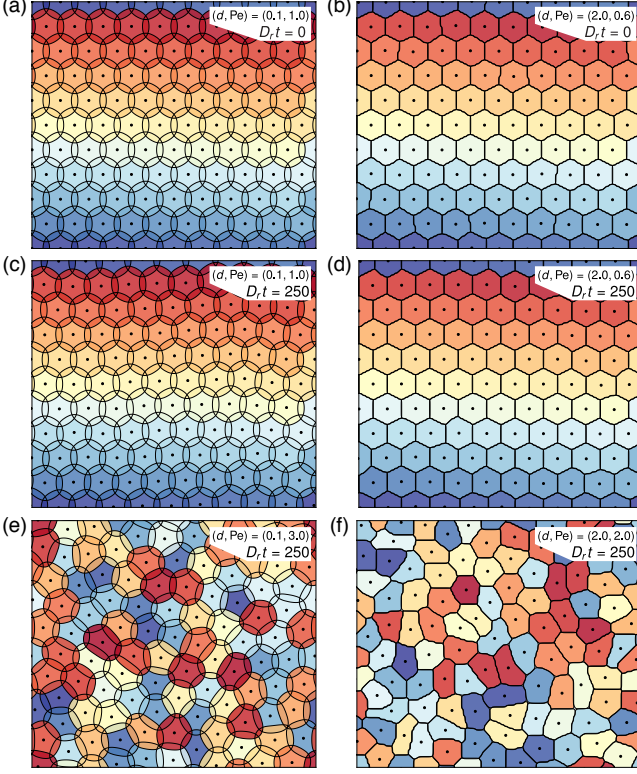 (a)
(d, Pe) = (0.1, 1.0)
D_r t = 0
(b)
(d, Pe) = (2.0, 0.6)
D_r t = 0
(c)
(d, Pe) = (0.1, 1.0)
D_r t = 250
(d)
(d, Pe) = (2.0, 0.6)
D_r t = 250
(e)
(d, Pe) = (0.1, 3.0)
D_r t = 250
(f)
(d, Pe) = (2.0, 2.0)
D_r t = 250